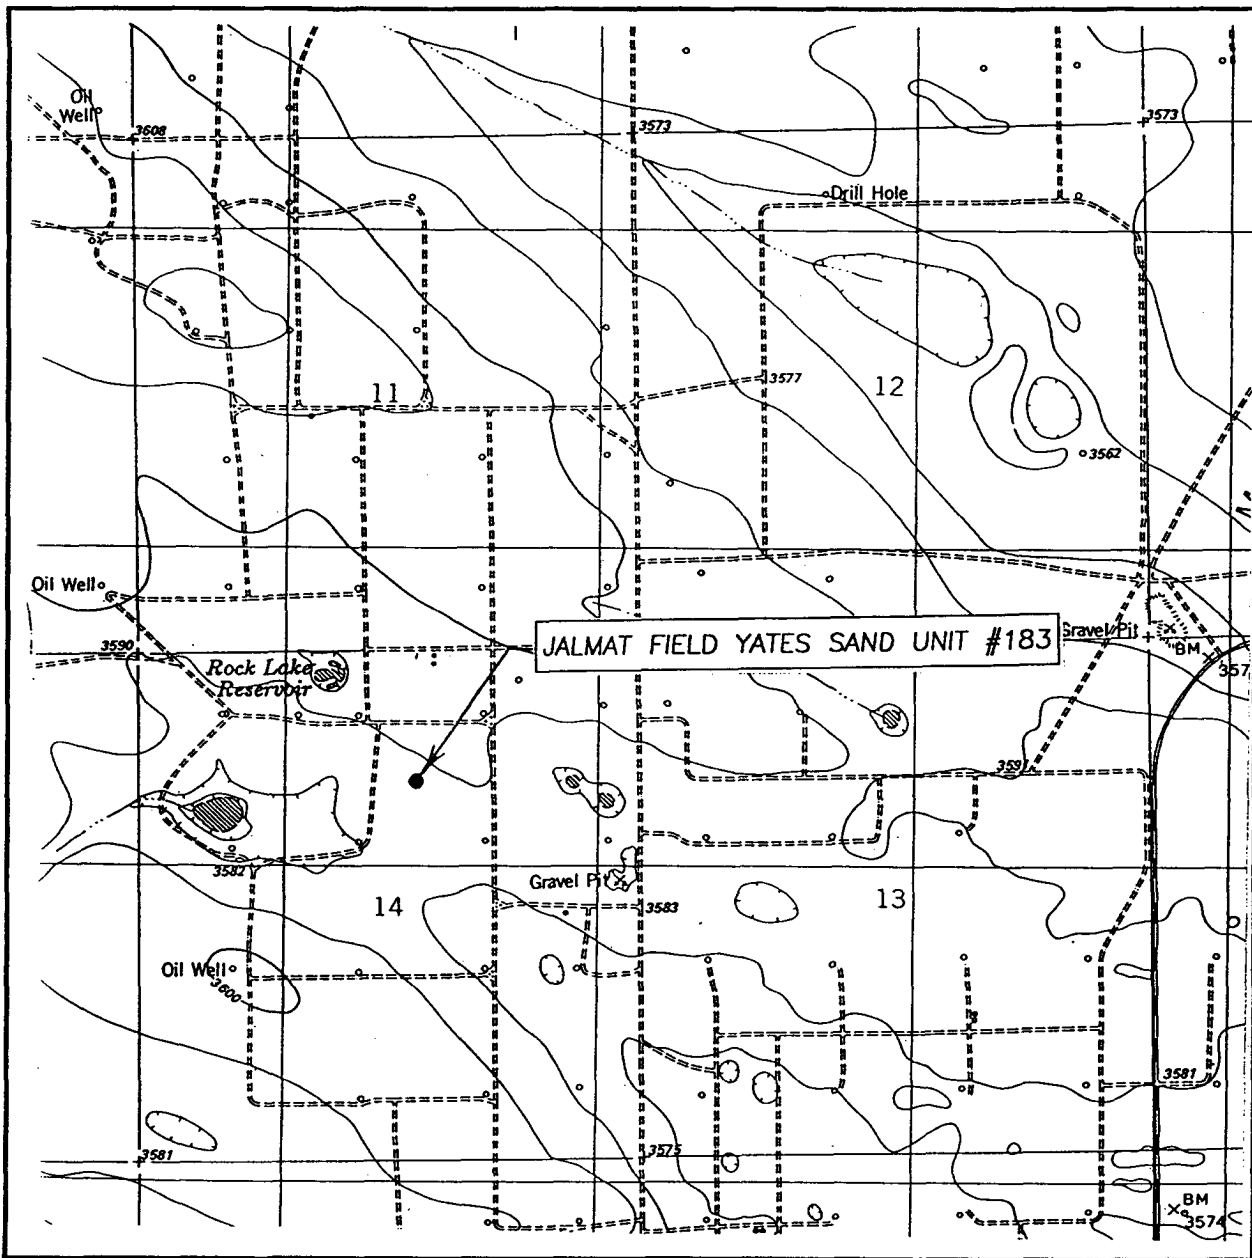 Oil
Well
3608
3573
3573
Drill Hole
3577
11
12
3562
Oil Well
JALMAT FIELD YATES SAND UNIT #183
Gravel Pit
BM
3590
Rock Lake
Reservoir
3591
3582
Gravel Pit
14
13
3583
Oil Well
3600
3581
3581
3575
BM
3574